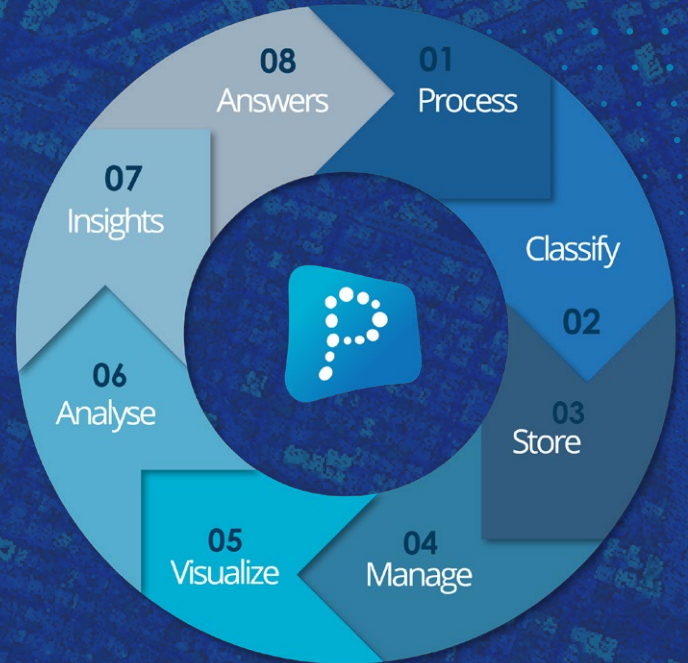 01
Process
Classify
02
03
Store
04
Manage
05
Visualize
06
Analyse
07
Insights
08
Answers
P